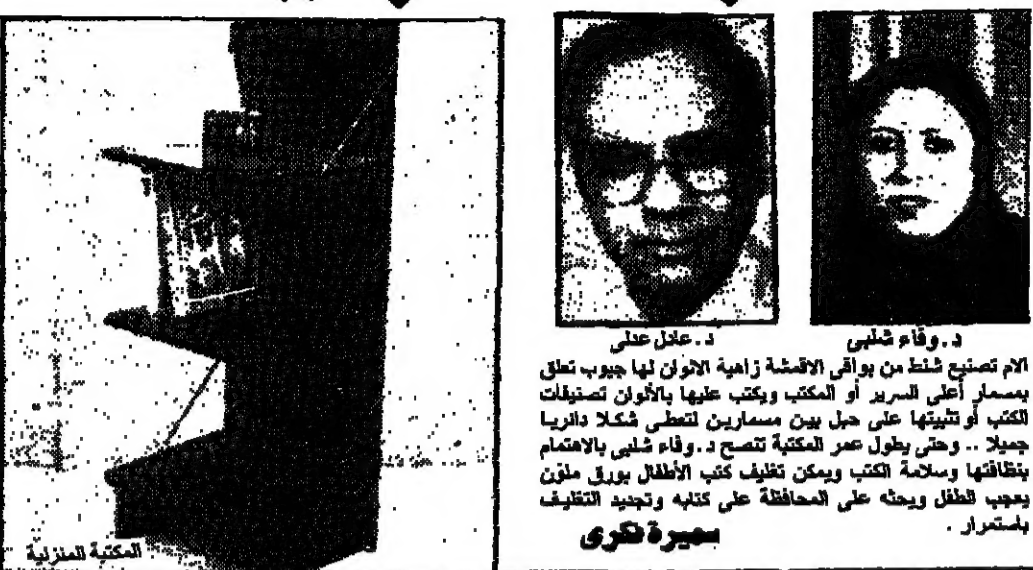 د. وفاء شلبى
د. عادل عدلى
الام تصنيع شنط من بواقى الاقمشة زاهية الالوان لها جيوب تعلق
بمسمار أعلى السرير أو المكتب ويكتب عليها بالألوان تصنيفات
الكتب أو تثبيتها على حبل بين مسمارين لتعطى شكلا دائريا
جميلا .. وحتى يطول عمر المكتبة تنصح د. وفاء شلبى بالاهتمام
بنظافتها وسلامة الكتب ويمكن تغليف كتب الأطفال بورق ملون
يعجب الطفل ويحثه على المحافظة على كتابه وتجديد التغليف
باستمرار .
سميرة فكرى
المكتبة المنزلية